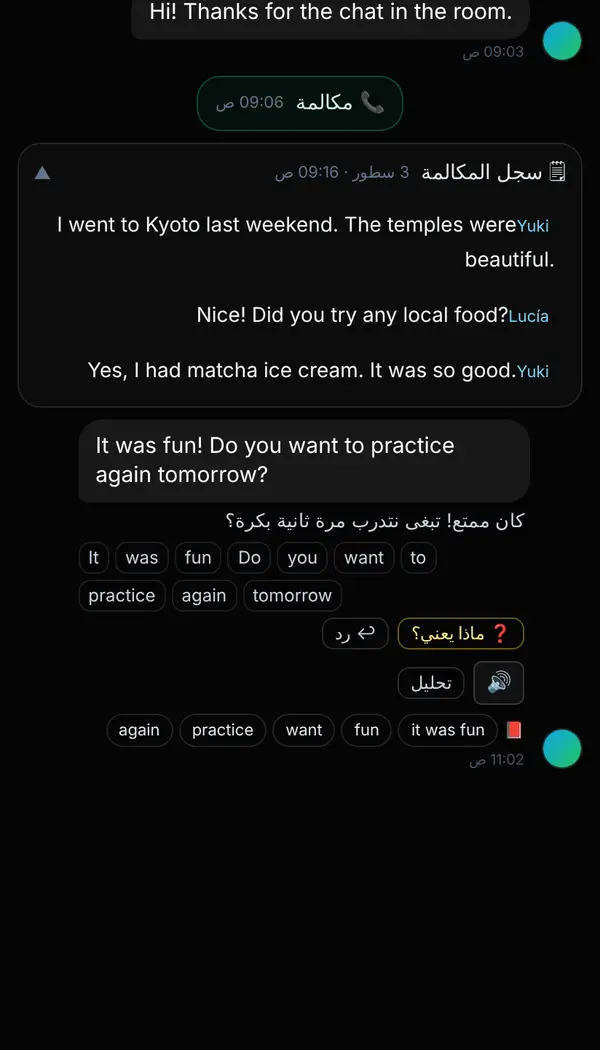 Hi! Thanks for the chat in the room.
09:03 ص
مكالمة 09:06 ص
سجل المكالمة 3 سطور · 09:16 ص
Yuki I went to Kyoto last weekend. The temples were
beautiful.
Lucía Nice! Did you try any local food?
Yuki Yes, I had matcha ice cream. It was so good.
It was fun! Do you want to practice
again tomorrow?
كان ممتع! تبغى نتدرب مرة ثانية بكرة؟
It was fun Do you want to
practice again tomorrow
❓ ماذا يعني؟ ↩ رد
تحليل
it was fun fun want practice again
11:02 ص